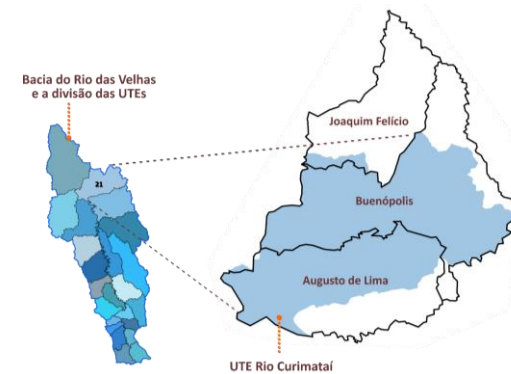 Bacia do Rio das Velhas
e a divisão das UTEs
21
Joaquim Felício
Buenópolis
Augusto de Lima
UTE Rio Curimataí